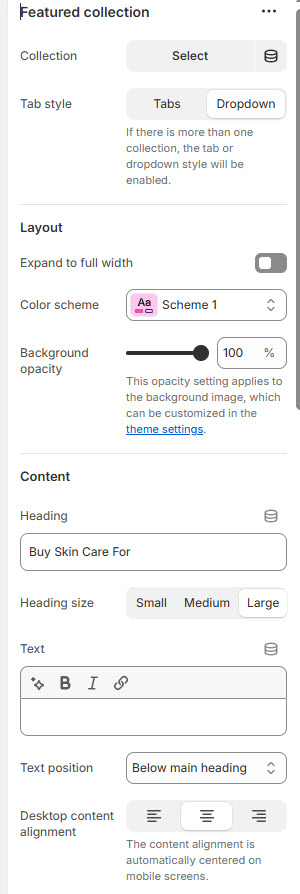 Featured collection
Collection
Select
Tab style
Tabs
Dropdown
If there is more than one
collection, the tab or
dropdown style will be
enabled.
Layout
Expand to full width
Color scheme
Aa
Scheme 1
Background
opacity
100 %
This opacity setting applies to
the background image, which
can be customized in the
theme settings.
Content
Heading
Buy Skin Care For
Heading size
Small
Medium
Large
Text
B
I
Text position
Below main heading
Desktop content
alignment
The content alignment is
automatically centered on
mobile screens.